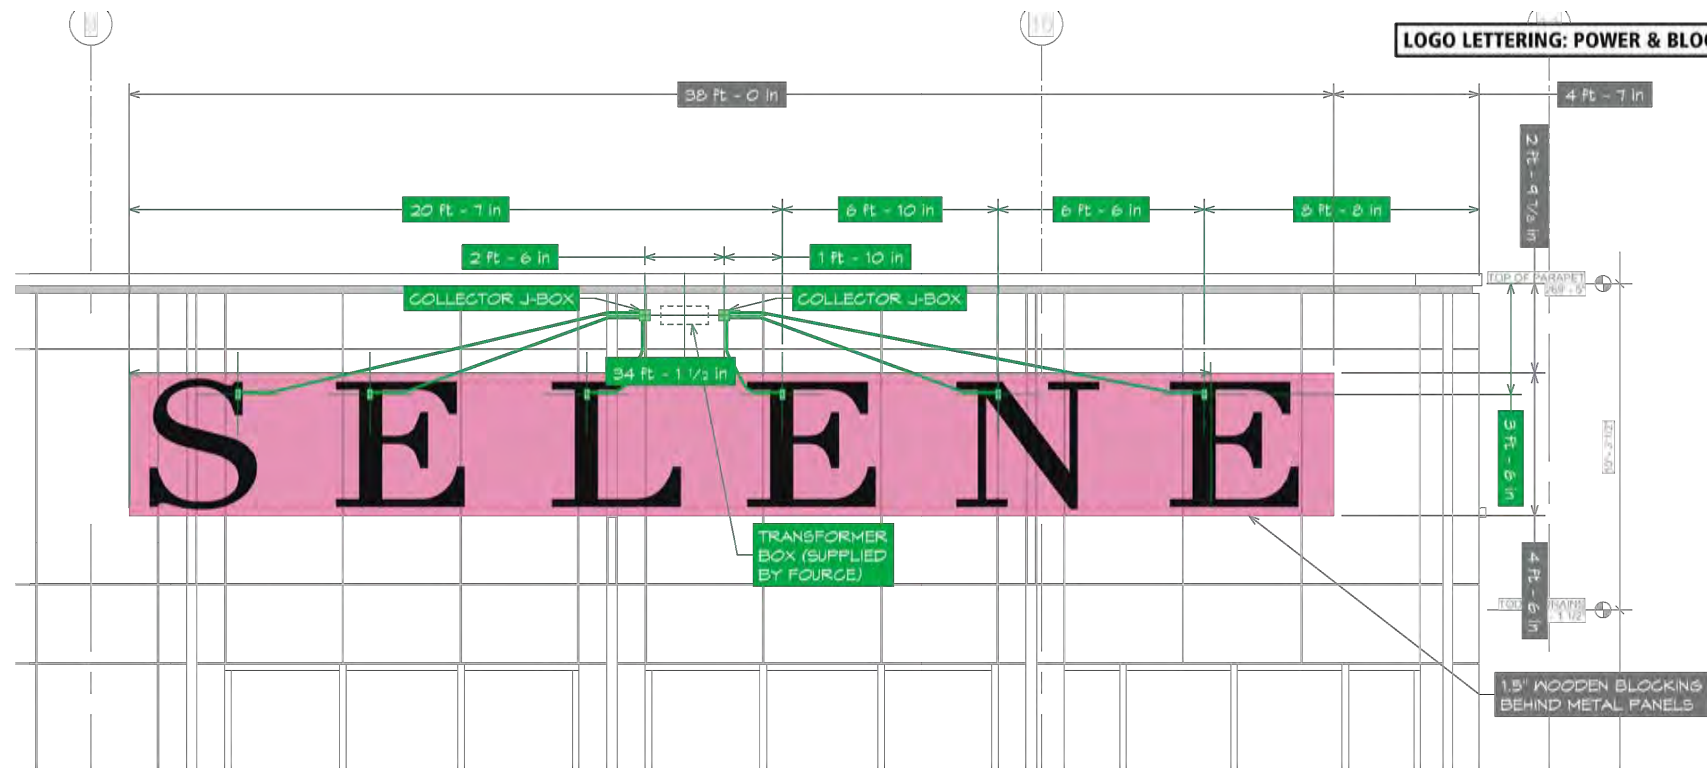 10
LOGO LETTERING: POWER & BLOC
38 ft - 0 in
4 ft - 7 in
2 ft - 9 7/8 in
20 ft - 7 in
6 ft - 10 in
6 ft - 6 in
8 ft - 8 in
2 ft - 6 in
1 ft - 10 in
TOP OF PARAPET
COLLECTOR J-BOX
COLLECTOR J-BOX
34 ft - 1 1/2 in
SELENE
3 ft - 6 in
TRANSFORMER
BOX (SUPPLIED
BY FOURCE)
4 ft - 6 in
1.5" WOODEN BLOCKING
BEHIND METAL PANELS